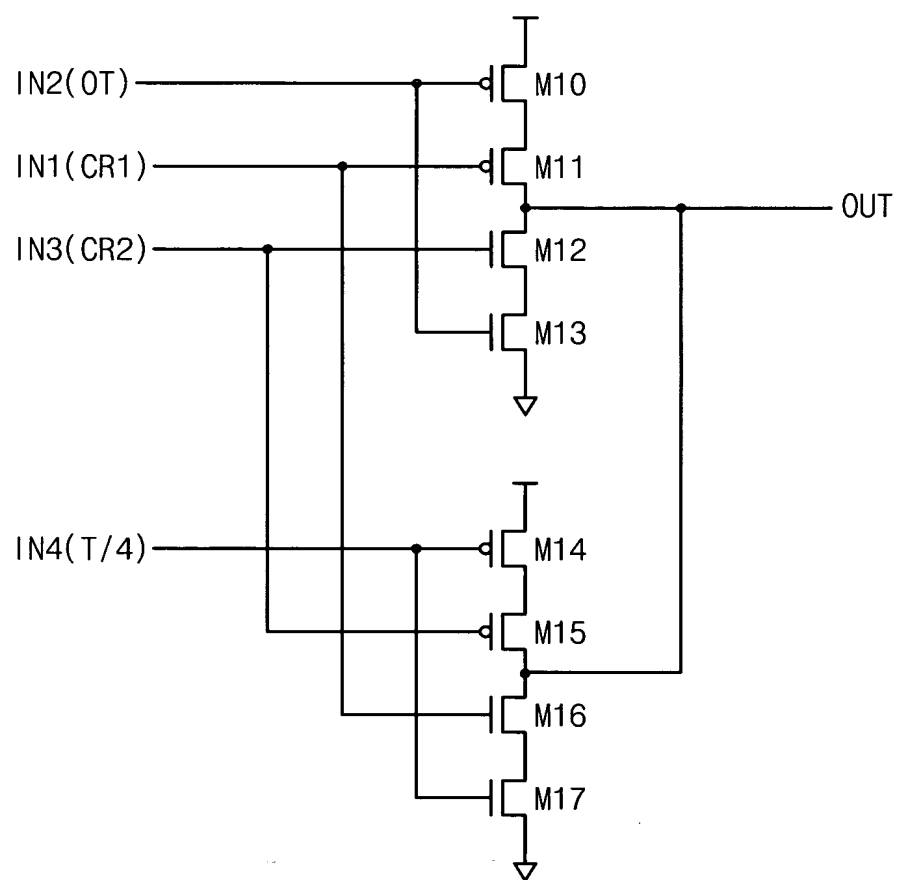 IN2(OT)
M10
IN1(CR1)
M11
OUT
IN3(CR2)
M12
M13
IN4(T/4)
M14
M15
M16
M17